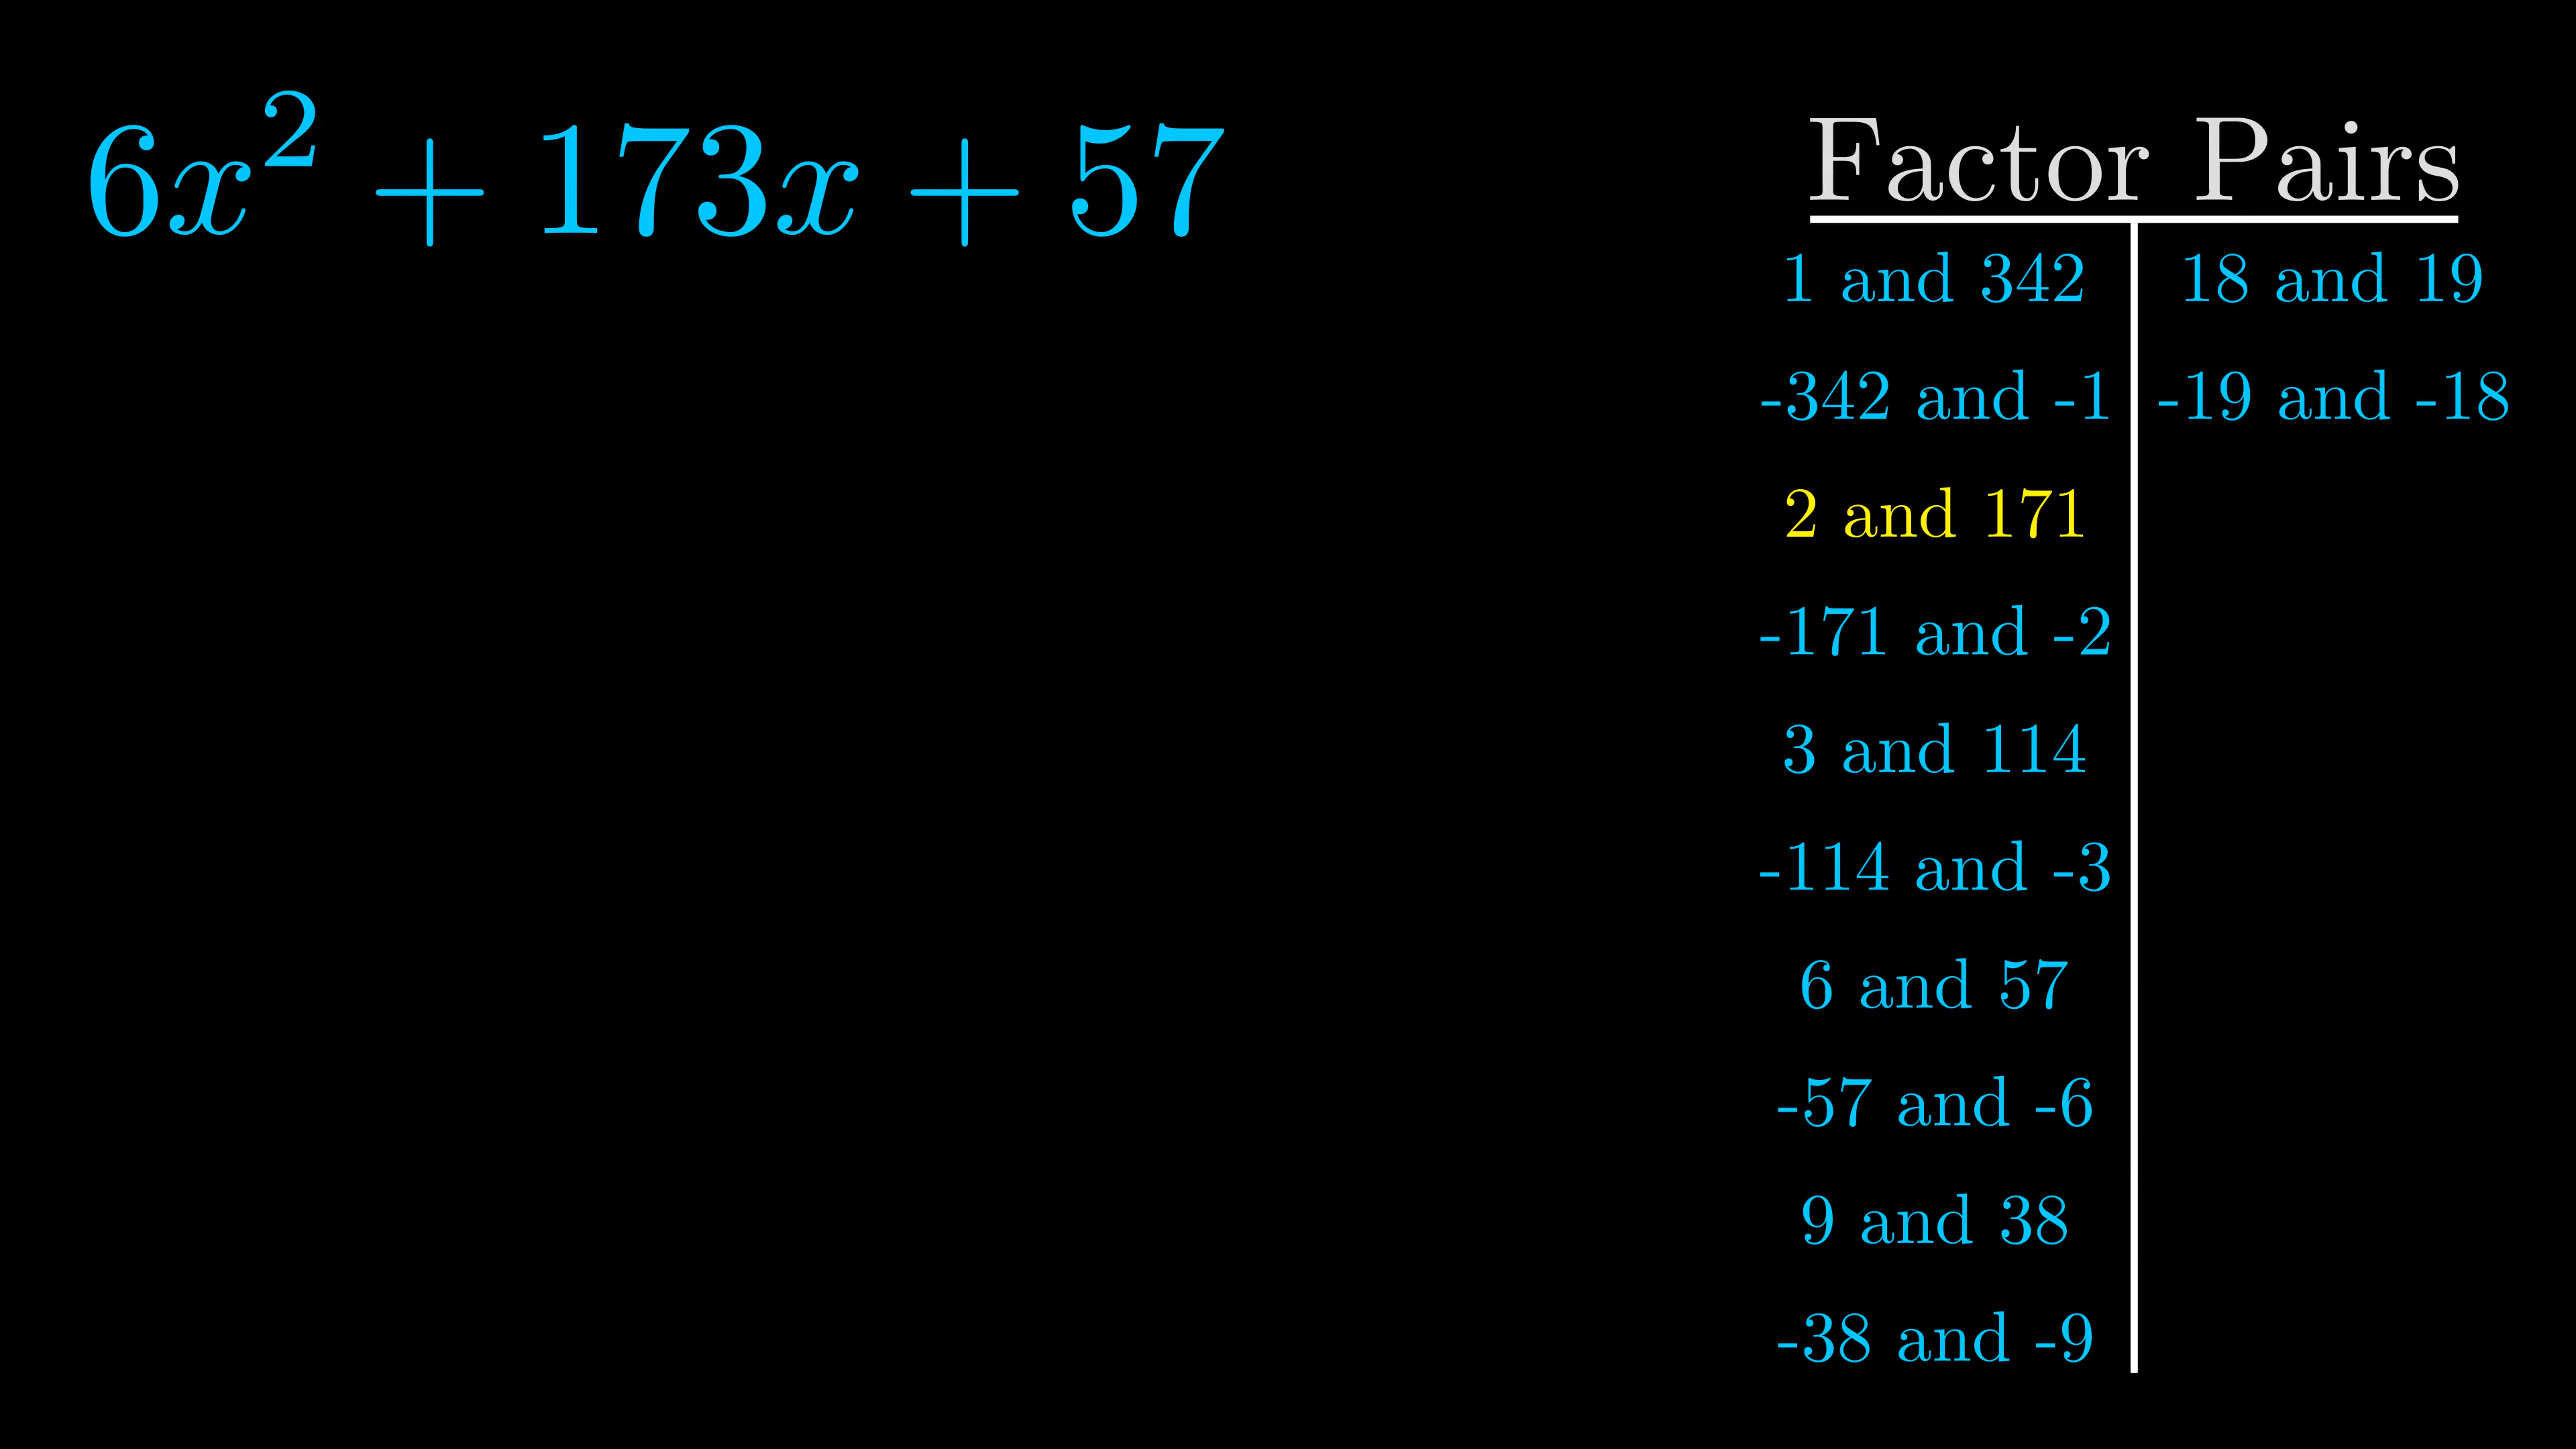 6x² + 173x + 57
Factor Pairs
1 and 342
-342 and -1
2 and 171
-171 and -2
3 and 114
-114 and -3
6 and 57
-57 and -6
9 and 38
-38 and -9
18 and 19
-19 and -18